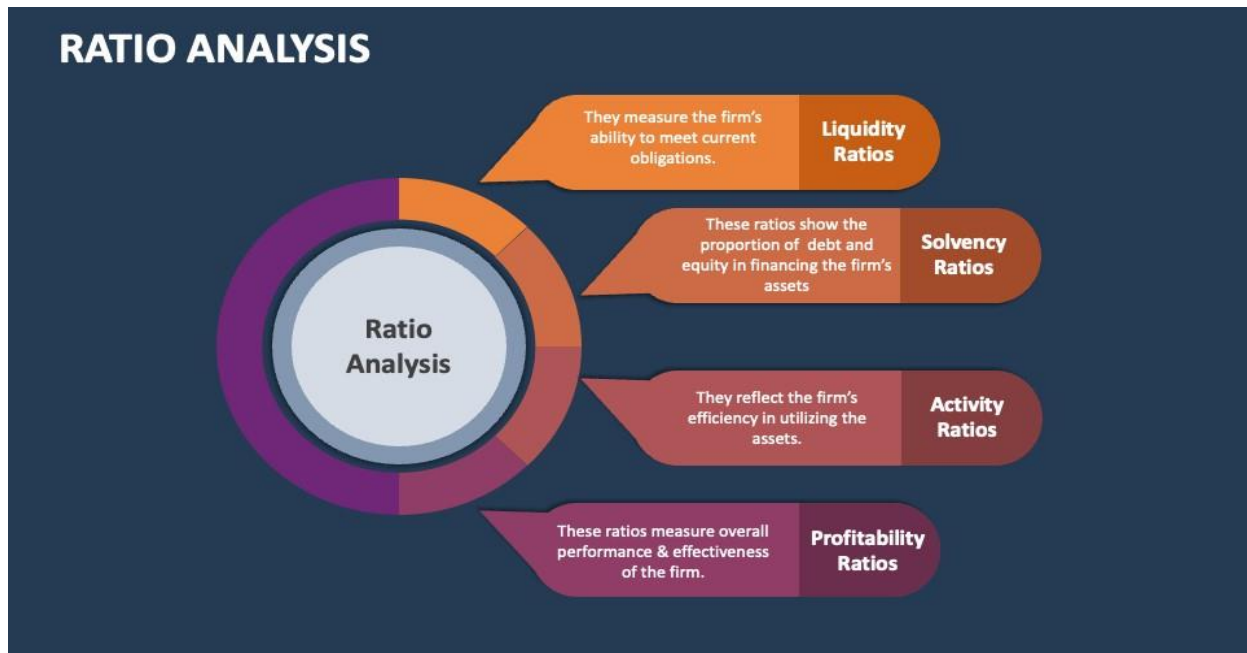 RATIO ANALYSIS
They measure the firm's
ability to meet current
obligations.
Liquidity
Ratios
These ratios show the
proportion of debt and
equity in financing the firm's
assets
Solvency
Ratios
Ratio
Analysis
They reflect the firm's
efficiency in utilizing the
assets.
Activity
Ratios
These ratios measure overall
performance & effectiveness
of the firm.
Profitability
Ratios